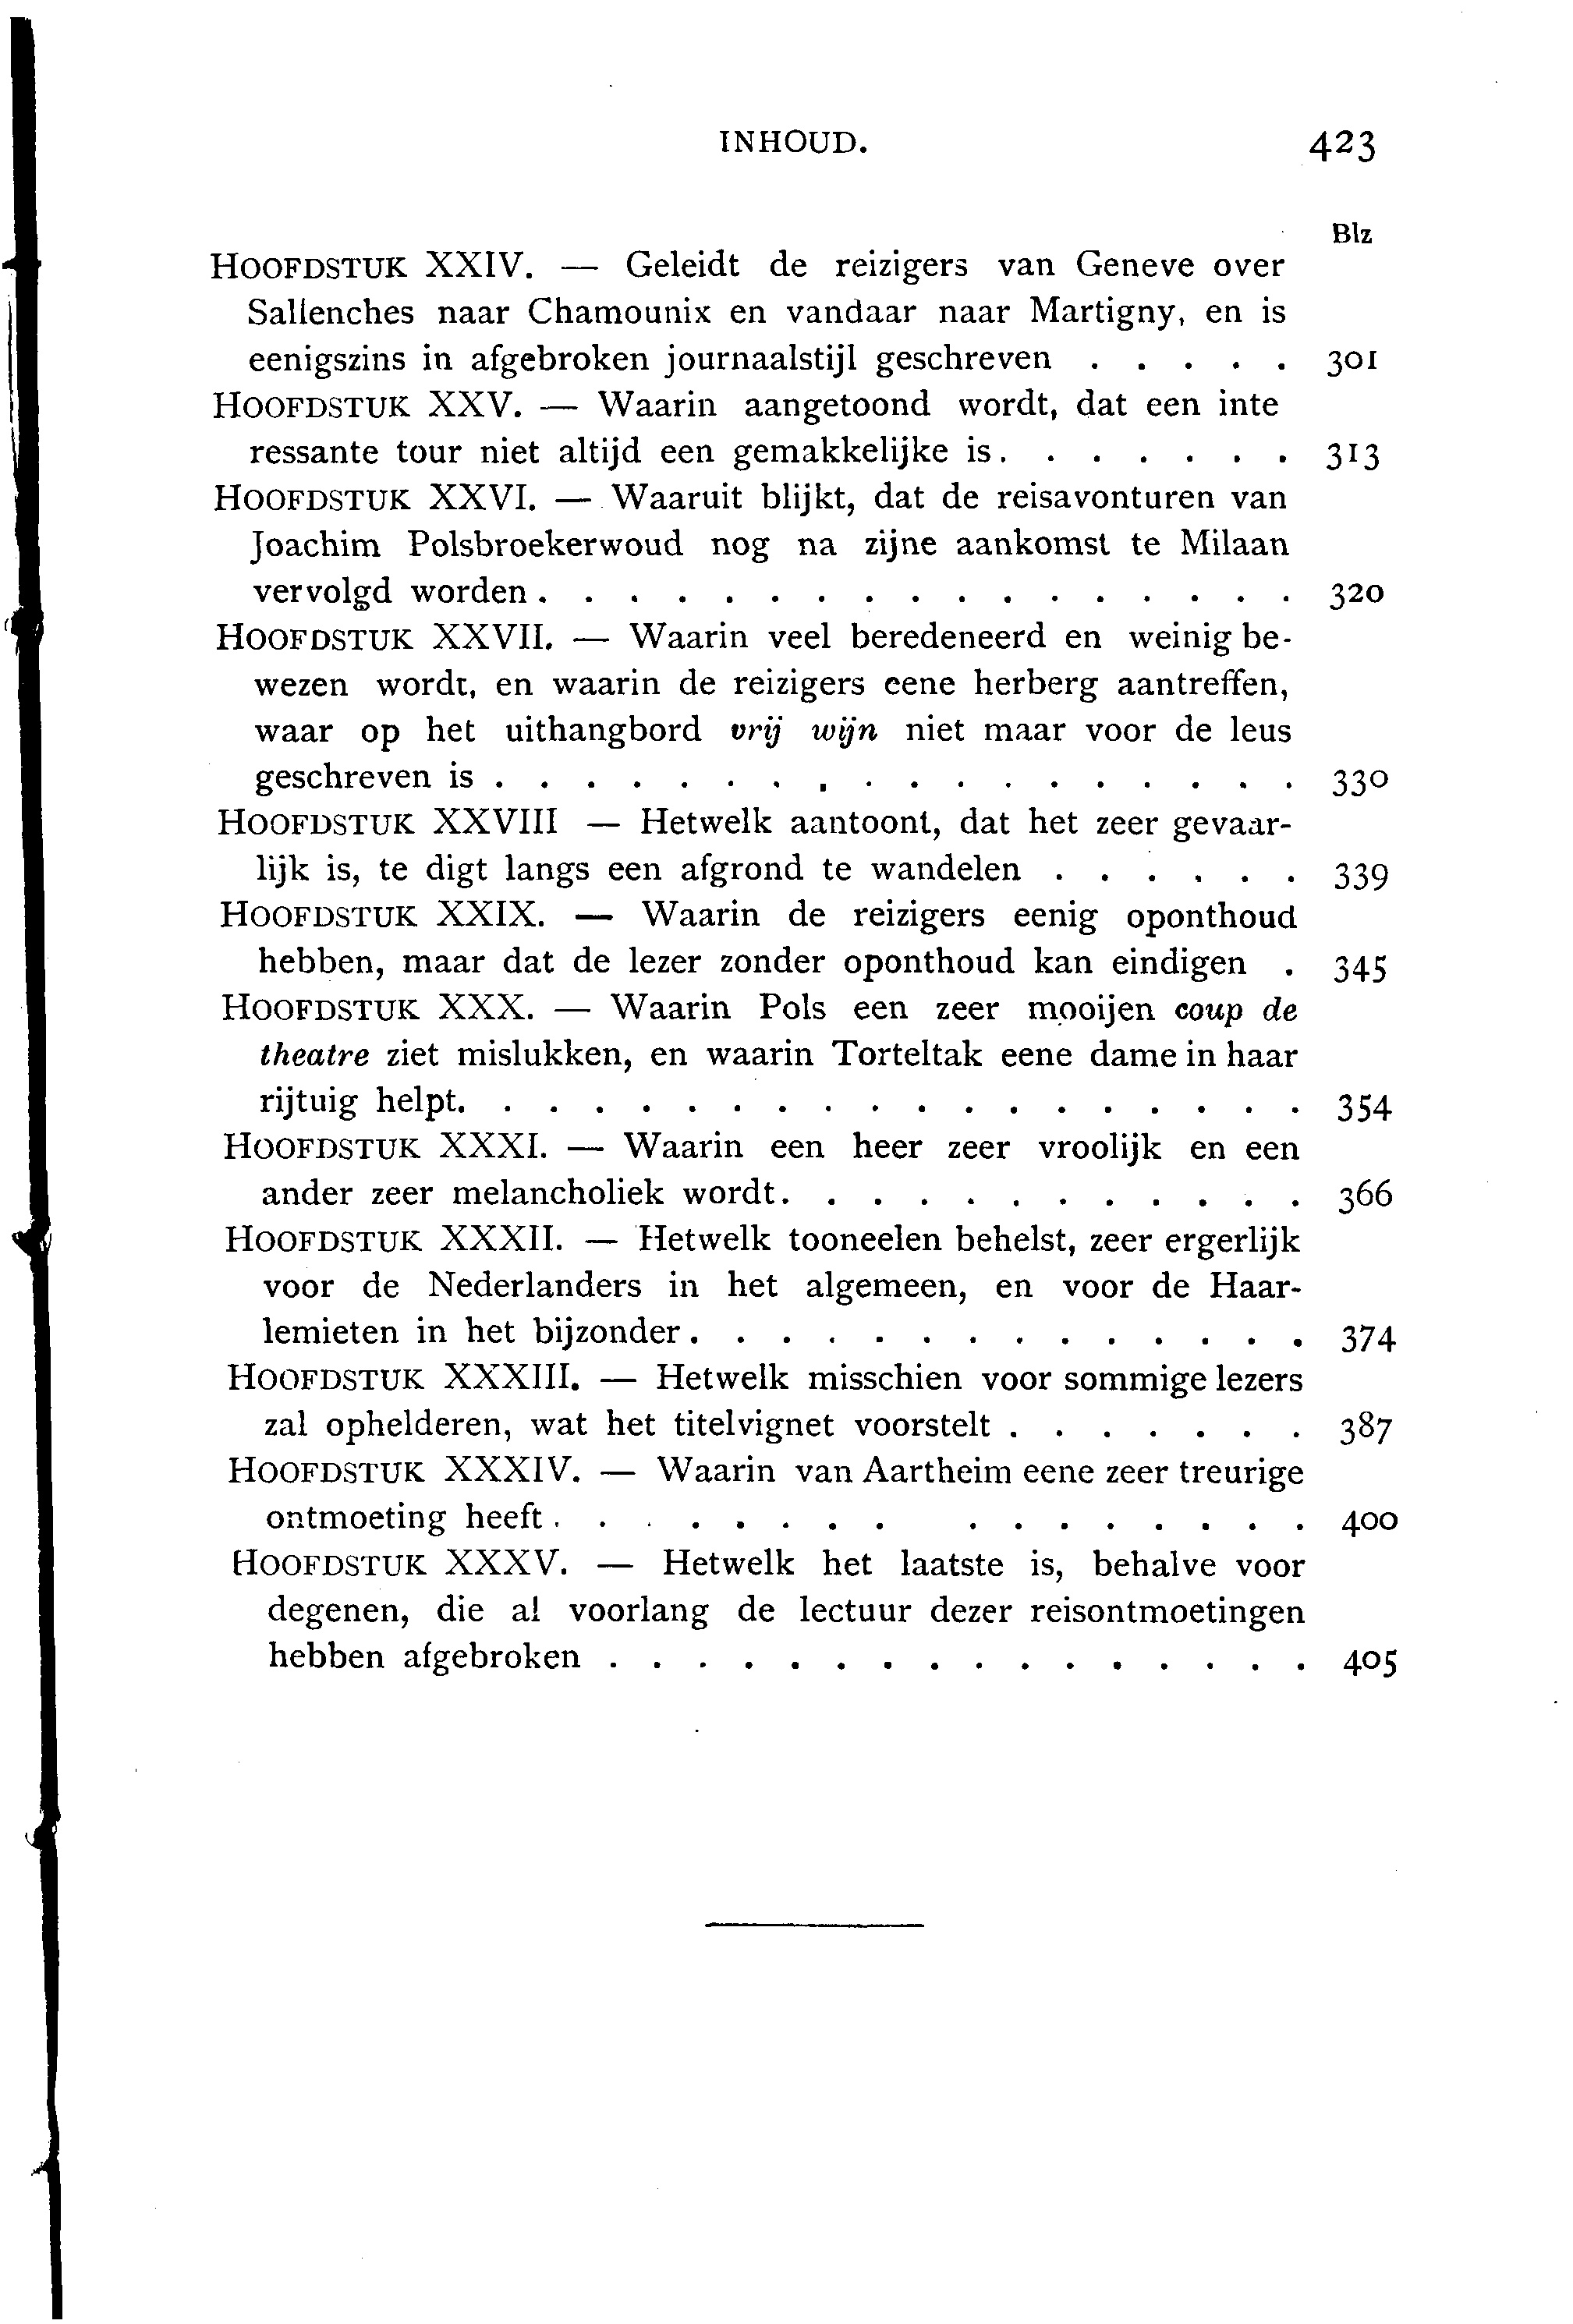 INHOUD. 423
Blz
HOOFDSTUK XXIV. — Geleidt de reizigers van Geneve over
Sallenches naar Chamounix en vandaar naar Martigny, en is
eenigszins in afgebroken journaalstijl geschreven . . . . . 301
HOOFDSTUK XXV. — Waarin aangetoond wordt, dat een inte
ressante tour niet altijd een gemakkelijke is. . . . . . . 313
HOOFDSTUK XXVI. — Waaruit blijkt, dat de reisavonturen van
Joachim Polsbroekerwoud nog na zijne aankomst te Milaan
vervolgd worden . . . . . . . . . . . . . . . . . 320
HOOFDSTUK XXVII. — Waarin veel beredeneerd en weinig be-
wezen wordt, en waarin de reizigers eene herberg aantreffen,
waar op het uithangbord vrij wijn niet maar voor de leus
geschreven is . . . . . . . . . . . . . . . . . . 330
HOOFDSTUK XXVIII — Hetwelk aantoont, dat het zeer gevaar-
lijk is, te digt langs een afgrond te wandelen . . . . . . 339
HOOFDSTUK XXIX. — Waarin de reizigers eenig oponthoud
hebben, maar dat de lezer zonder oponthoud kan eindigen . 345
HOOFDSTUK XXX. — Waarin Pols een zeer mooijen coup de
theatre ziet mislukken, en waarin Torteltak eene dame in haar
rijtuig helpt. . . . . . . . . . . . . . . . . . . 354
HOOFDSTUK XXXI. — Waarin een heer zeer vroolijk en een
ander zeer melancholiek wordt. . . . . . . . . . . . 366
HOOFDSTUK XXXII. — Hetwelk tooneelen behelst, zeer ergerlijk
voor de Nederlanders in het algemeen, en voor de Haar-
lemieten in het bijzonder . . . . . . . . . . . . . . 374
HOOFDSTUK XXXIII. — Hetwelk misschien voor sommige lezers
zal ophelderen, wat het titelvignet voorstelt . . . . . . . 387
HOOFDSTUK XXXIV. — Waarin van Aartheim eene zeer treurige
ontmoeting heeft . . . . . . . . . . . . . . . . 400
HOOFDSTUK XXXV. — Hetwelk het laatste is, behalve voor
degenen, die al voorlang de lectuur dezer reisontmoetingen
hebben afgebroken . . . . . . . . . . . . . . . . 405